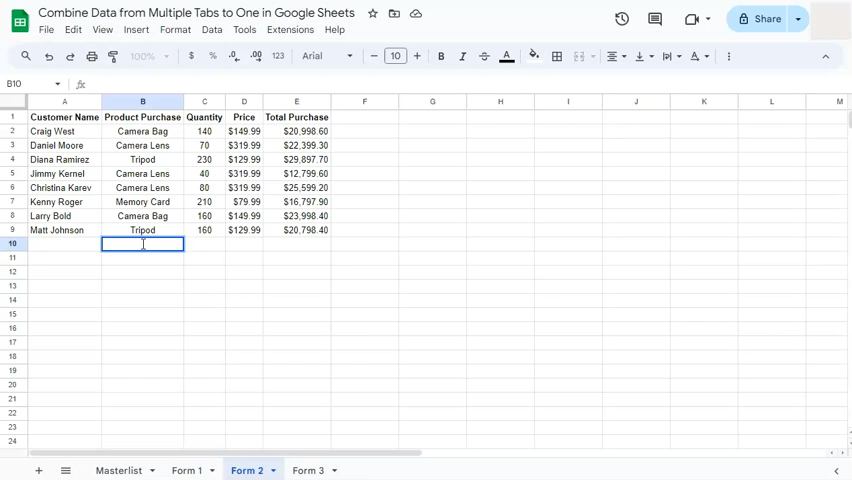 Combine Data from Multiple Tabs to One in Google Sheets
File Edit View Insert Format Data Tools Extensions Help
Share
100% $ % .0 .00 123 Arial 10 B I S A
B10 fx
A B C D E F G H I J K L M
1 Customer Name Product Purchase Quantity Price Total Purchase
2 Craig West Camera Bag 140 $149.99 $20,998.60
3 Daniel Moore Camera Lens 70 $319.99 $22,399.30
4 Diana Ramirez Tripod 230 $129.99 $29,897.70
5 Jimmy Kernel Camera Lens 40 $319.99 $12,799.60
6 Christina Karev Camera Lens 80 $319.99 $25,599.20
7 Kenny Roger Memory Card 210 $79.99 $16,797.90
8 Larry Bold Camera Bag 160 $149.99 $23,998.40
9 Matt Johnson Tripod 160 $129.99 $20,798.40
10
11
12
13
14
15
16
17
18
19
20
21
22
23
24
Masterlist Form 1 Form 2 Form 3